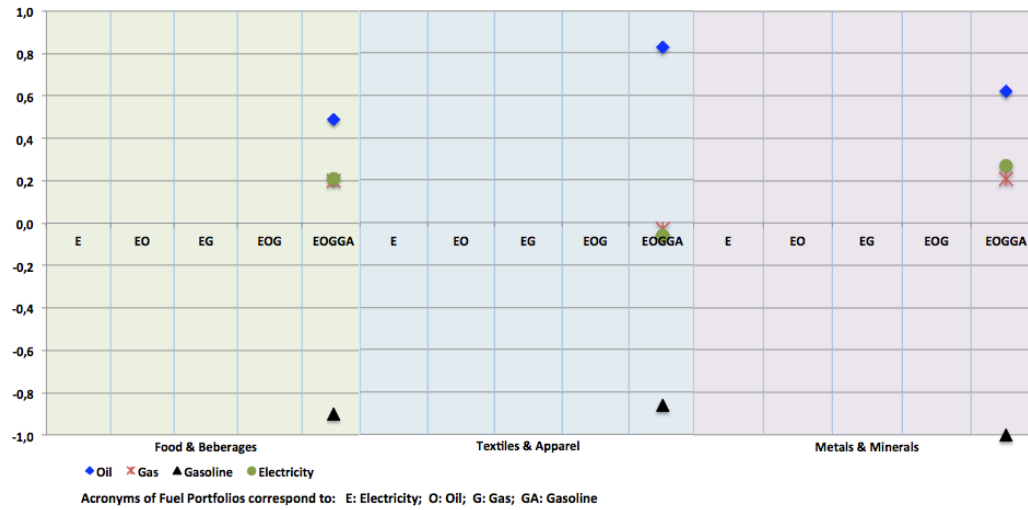 1,0
0,8
0,6
0,4
0,2
0,0
E EO EG EOG EOGGA E EO EG EOG EOGGA E EO EG EOG EOGGA
-0,2
-0,4
-0,6
-0,8
-1,0
Food & Beberages Textiles & Apparel Metals & Minerals
Oil Gas Gasoline Electricity
Acronyms of Fuel Portfolios correspond to: E: Electricity; O: Oil; G: Gas; GA: Gasoline